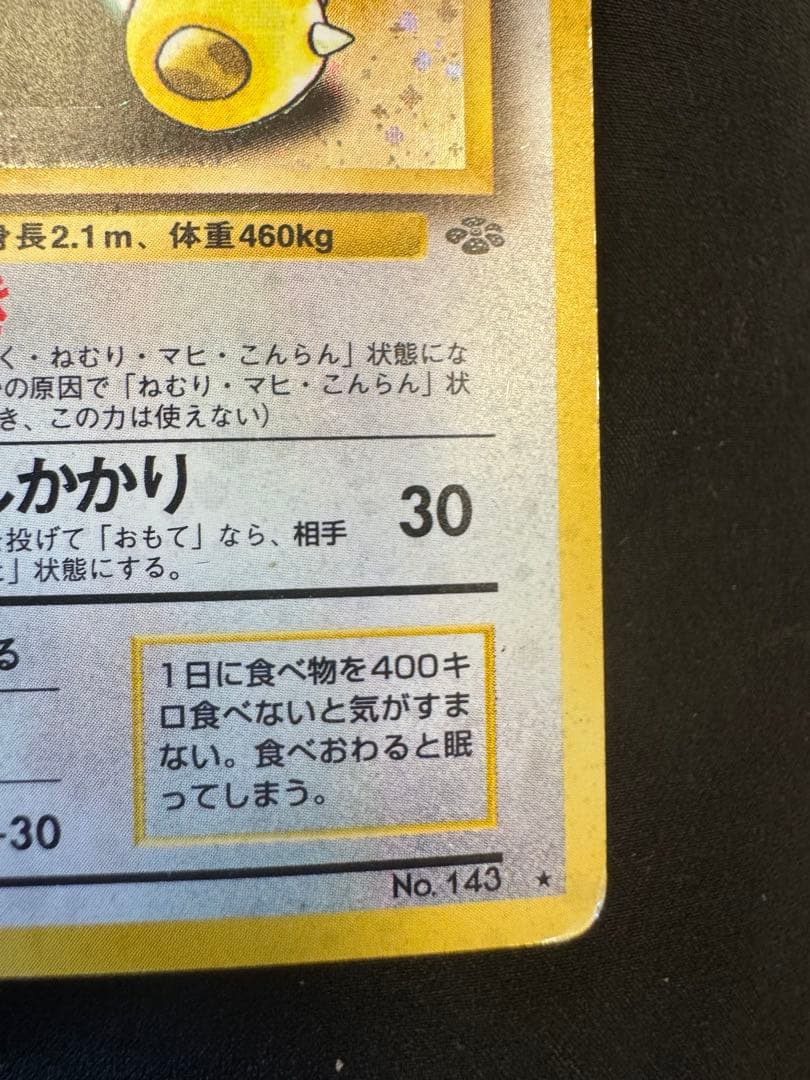 身長2.1m、体重460kg
く・ねむり・マヒ・こんらん」状態にな
の原因で「ねむり・マヒ・こんらん」状
き、この力は使えない）
しかかり 30
を投げて「おもて」なら、相手
」状態にする。
る
1日に食べ物を400キ
ロ食べないと気がすま
ない。食べおわると眠
ってしまう。
-30
No. 143 ★